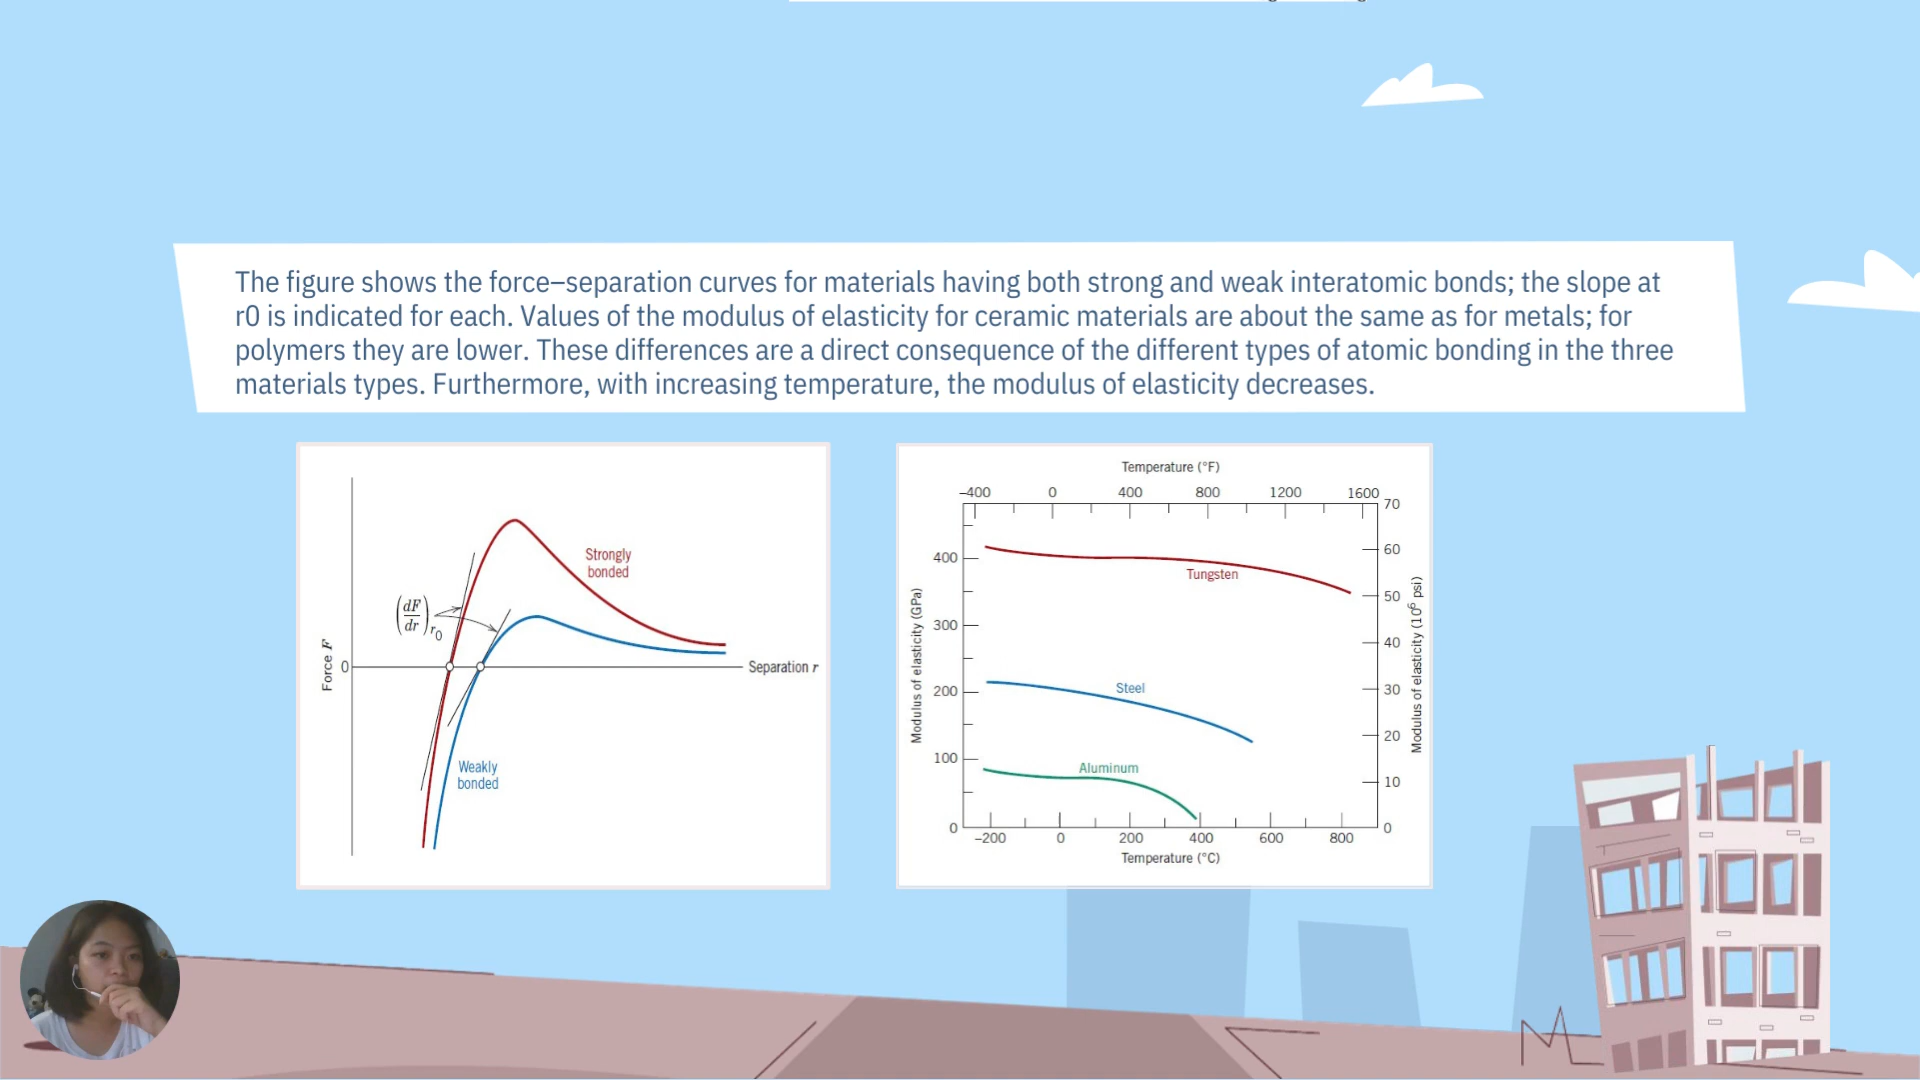 The figure shows the force–separation curves for materials having both strong and weak interatomic bonds; the slope at
r0 is indicated for each. Values of the modulus of elasticity for ceramic materials are about the same as for metals; for
polymers they are lower. These differences are a direct consequence of the different types of atomic bonding in the three
materials types. Furthermore, with increasing temperature, the modulus of elasticity decreases.
Strongly
bonded
(dF/dr)r0
Force F
0
Separation r
Weakly
bonded
Temperature (°F)
–400 0 400 800 1200 1600
70
60
50
40
30
20
10
0
Modulus of elasticity (10⁶ psi)
Modulus of elasticity (GPa)
400
300
200
100
0
Tungsten
Steel
Aluminum
–200 0 200 400 600 800
Temperature (°C)